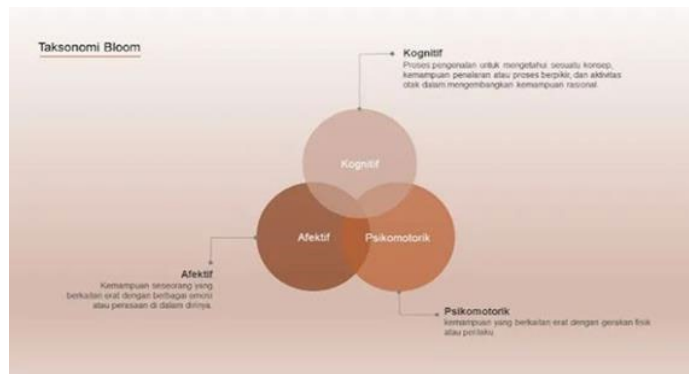 Taksonomi Bloom
Kognitif
Proses pengenalan untuk mengetahui sesuatu konsep,
kemampuan penalaran atau proses berpikir, dan aktivitas
otak dalam mengembangkan kemampuan rasional.
Kognitif
Afektif
Psikomotorik
Afektif
Kemampuan seseorang yang
berkaitan erat dengan berbagai emosi
atau perasaan di dalam dirinya.
Psikomotorik
kemampuan yang berkaitan erat dengan gerakan fisik
atau perilaku.